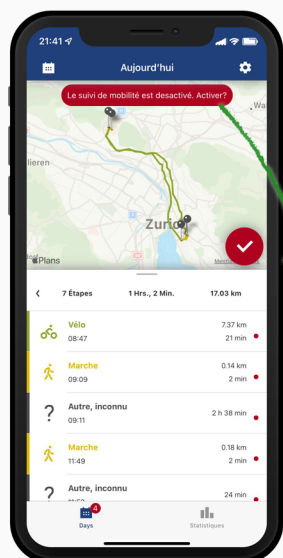 21:41
Aujourd'hui
Le suivi de mobilité est desactivé. Activer?
Wa
lieren
Zuric
Plans
7 Étapes 1 Hrs., 2 Min. 17.03 km
Vélo 7.37 km
08:47 21 min
Marche 0.14 km
09:09 2 min
Autre, inconnu
09:11 2 h 38 min
Marche 0.18 km
11:49 2 min
Autre, inconnu
24 min
4
Days Statistiques